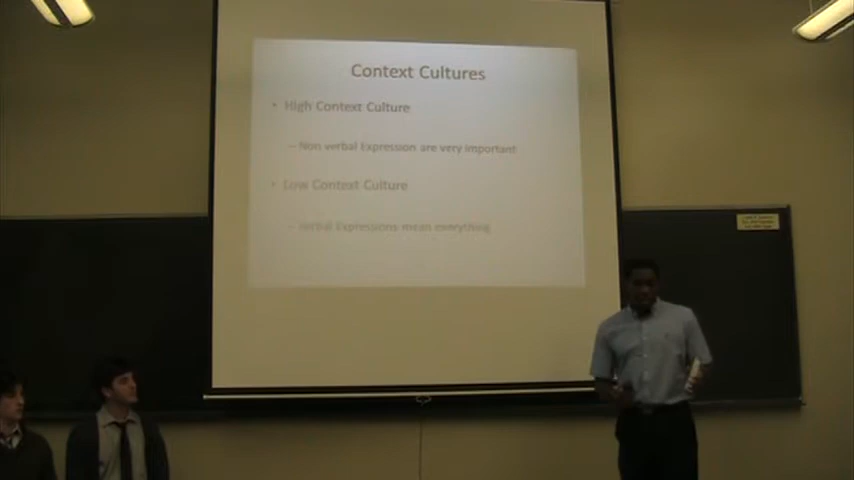 Context Cultures
• High Context Culture
– Non verbal Expression are very important
• Low Context Culture
– Verbal Expressions mean everything